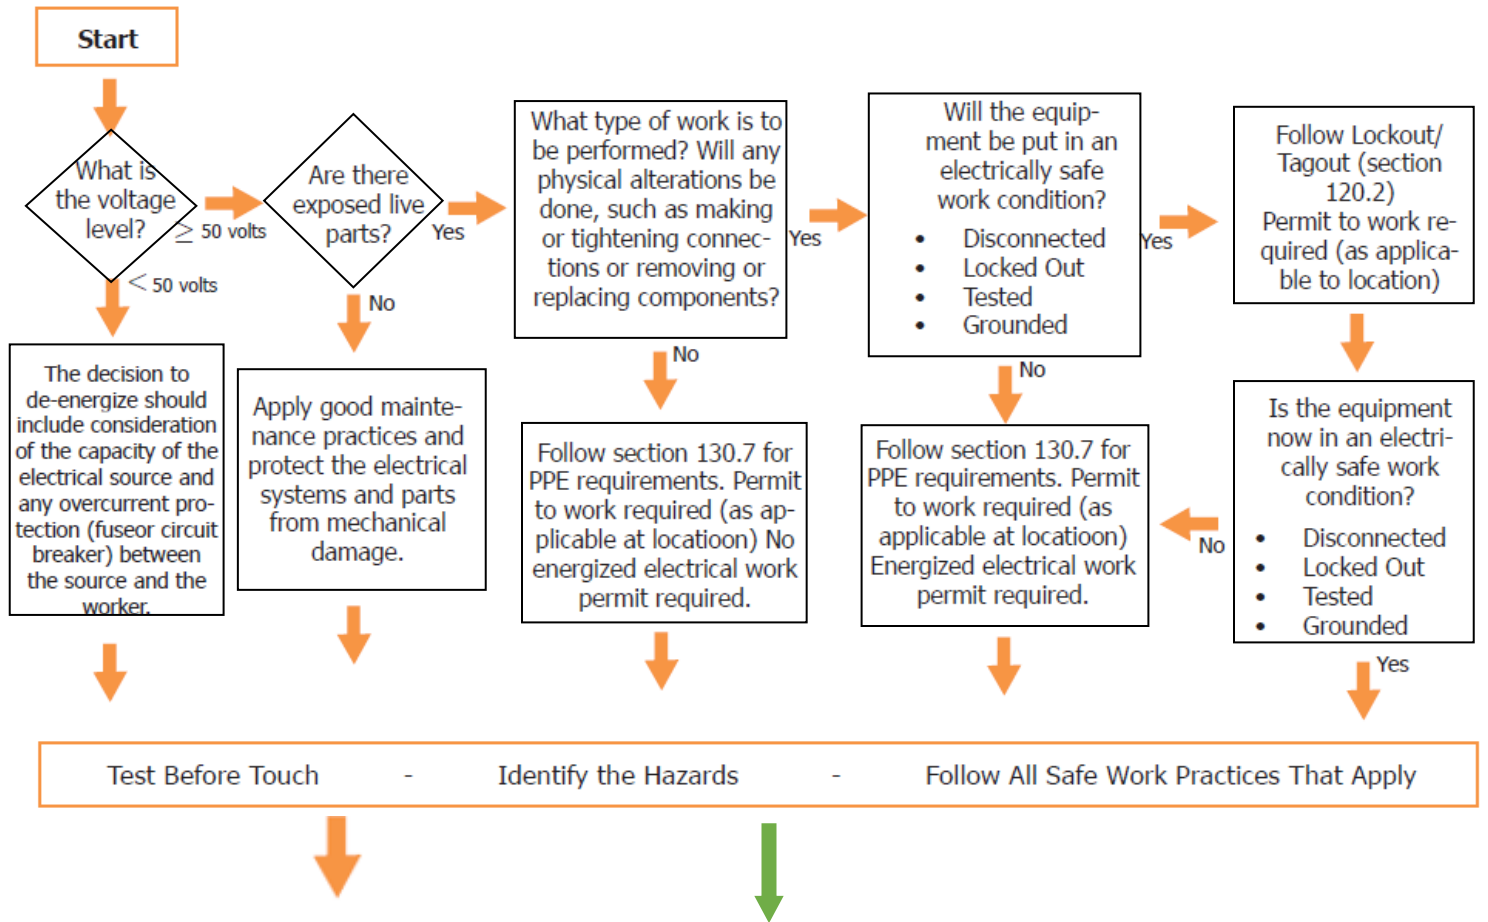 Start
What is
the voltage
level?
≥ 50 volts
< 50 volts
Are there
exposed live
parts?
Yes
No
What type of work is to
be performed? Will any
physical alterations be
done, such as making
or tightening connec-
tions or removing or
replacing components?
Yes
No
Will the equip-
ment be put in an
electrically safe
work condition?
• Disconnected
• Locked Out
• Tested
• Grounded
Yes
No
Follow Lockout/
Tagout (section
120.2)
Permit to work re-
quired (as applica-
ble to location)
The decision to
de-energize should
include consideration
of the capacity of the
electrical source and
any overcurrent pro-
tection (fuseor circuit
breaker) between
the source and the
worker.
Apply good mainte-
nance practices and
protect the electrical
systems and parts
from mechanical
damage.
Follow section 130.7 for
PPE requirements. Permit
to work required (as ap-
plicable at locatioon) No
energized electrical work
permit required.
Follow section 130.7 for
PPE requirements. Permit
to work required (as
applicable at locatioon)
Energized electrical work
permit required.
Is the equipment
now in an electri-
cally safe work
condition?
• Disconnected
• Locked Out
• Tested
• Grounded
No
Yes
Test Before Touch - Identify the Hazards - Follow All Safe Work Practices That Apply